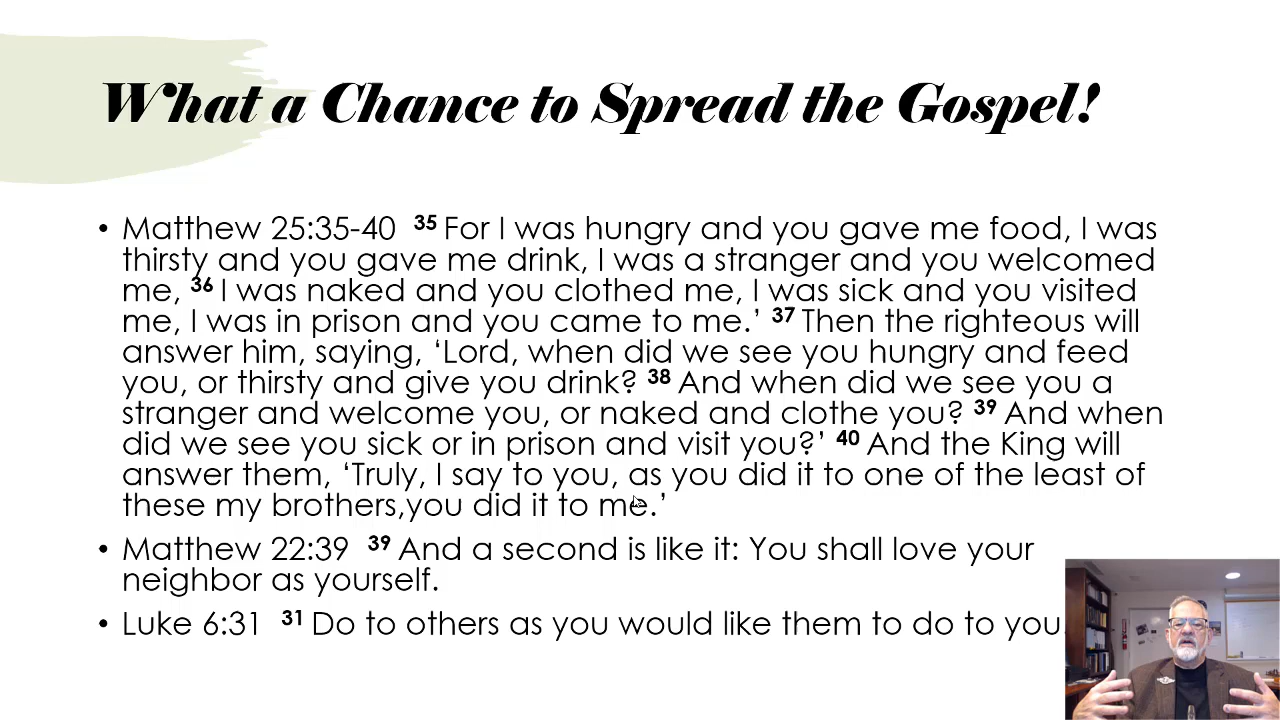 What a Chance to Spread the Gospel!
• Matthew 25:35-40 35 For I was hungry and you gave me food, I was
thirsty and you gave me drink, I was a stranger and you welcomed
me, 36 I was naked and you clothed me, I was sick and you visited
me, I was in prison and you came to me.’ 37 Then the righteous will
answer him, saying, ‘Lord, when did we see you hungry and feed
you, or thirsty and give you drink? 38 And when did we see you a
stranger and welcome you, or naked and clothe you? 39 And when
did we see you sick or in prison and visit you?’ 40 And the King will
answer them, ‘Truly, I say to you, as you did it to one of the least of
these my brothers,you did it to me.’
• Matthew 22:39 39 And a second is like it: You shall love your
neighbor as yourself.
• Luke 6:31 31 Do to others as you would like them to do to you.